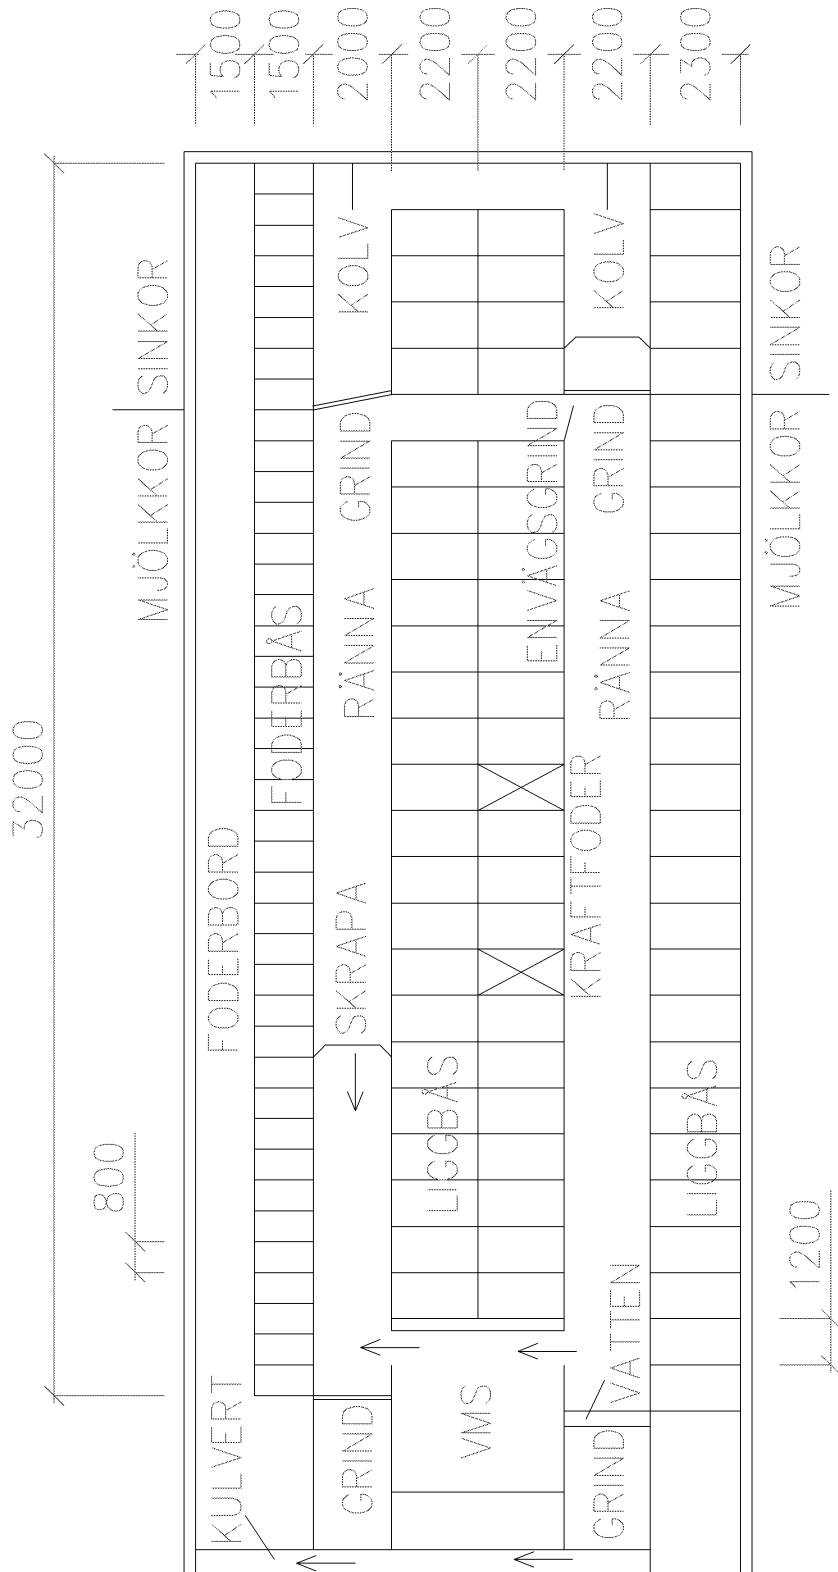 1500
1500
2000
2200
2200
2200
2300
32000
800
1200
MJÖLKKOR
SINKOR
KOLV
KOLV
SINKOR
MJÖLKKOR
GRIND
ENVÄGSGRIND
GRIND
FODERBÅS
RÄNNA
RÄNNA
FODERBORD
SKRAPA
KRAFTFODER
LIGGBÅS
LIGGBÅS
VATTEN
KULVERT
GRIND
VMS
GRIND